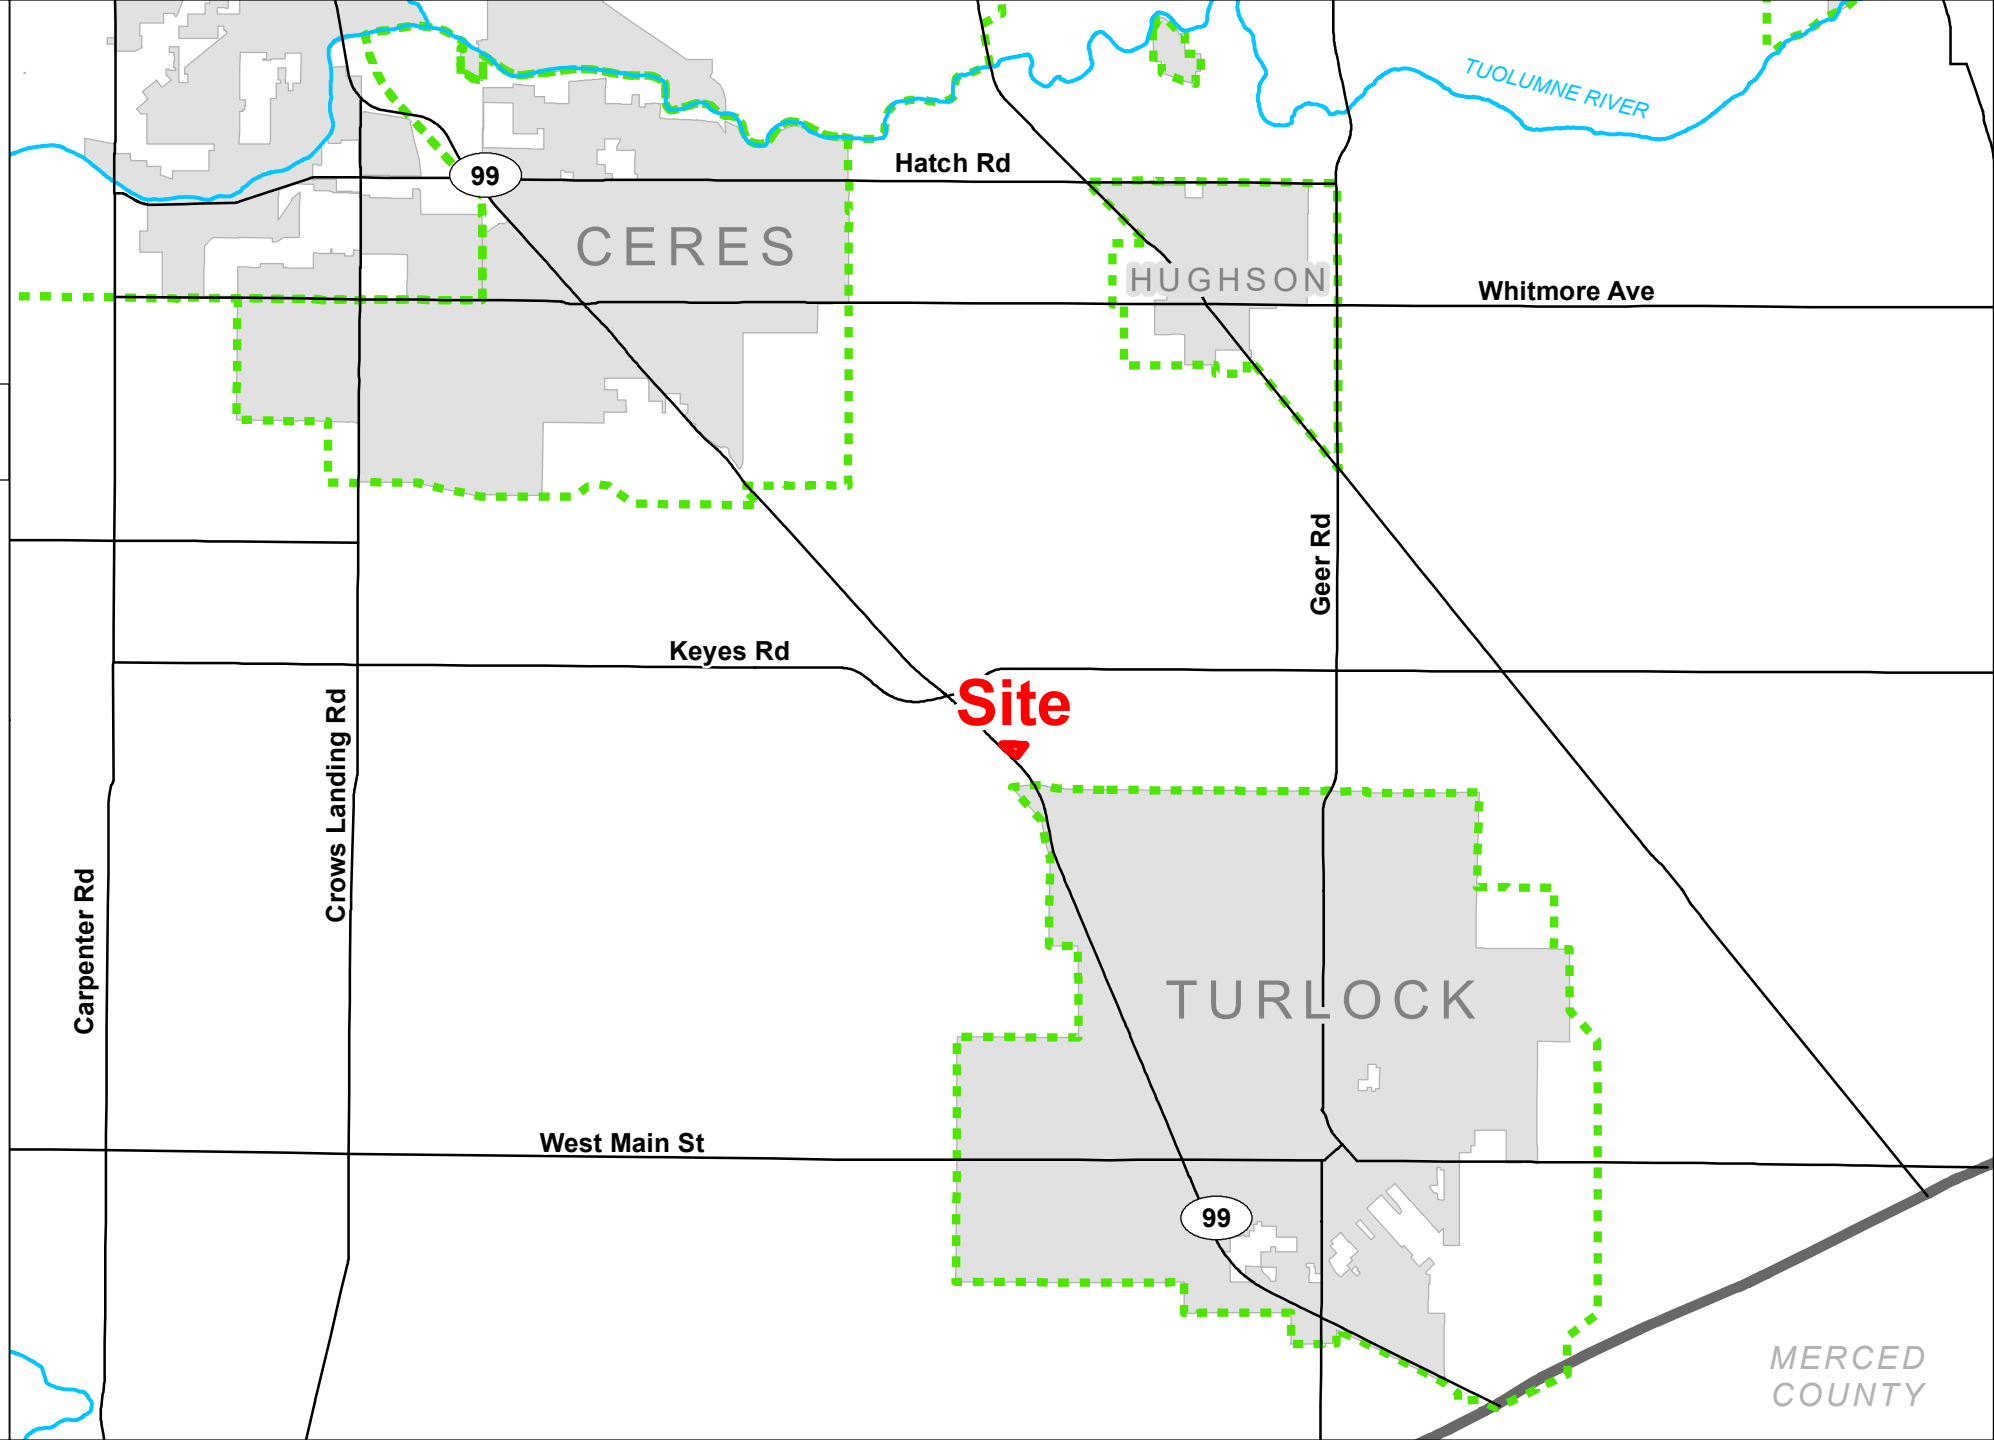 TUOLUMNE RIVER
Hatch Rd
99
CERES
HUGHSON
Whitmore Ave
Geer Rd
Keyes Rd
Site
Crows Landing Rd
Carpenter Rd
TURLOCK
West Main St
99
MERCED
COUNTY